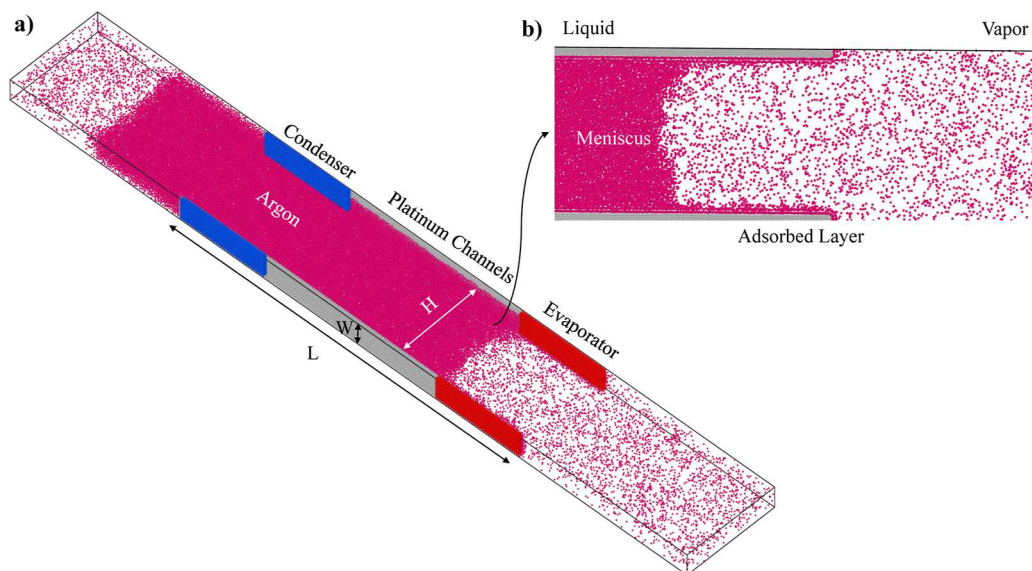 a)
Condenser
Argon
Platinum Channels
H
W
L
Evaporator
b)
Liquid
Vapor
Meniscus
Adsorbed Layer